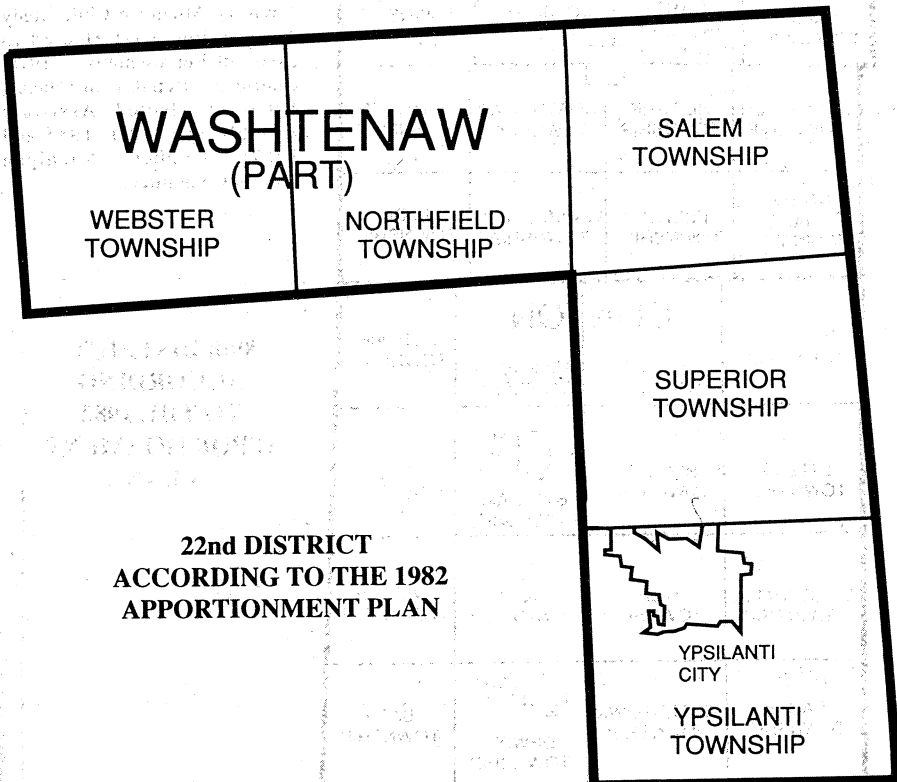 WASHTENAW
(PART)
WEBSTER
TOWNSHIP
NORTHFIELD
TOWNSHIP
SALEM
TOWNSHIP
SUPERIOR
TOWNSHIP
22nd DISTRICT
ACCORDING TO THE 1982
APPORTIONMENT PLAN
YPSILANTI
CITY
YPSILANTI
TOWNSHIP